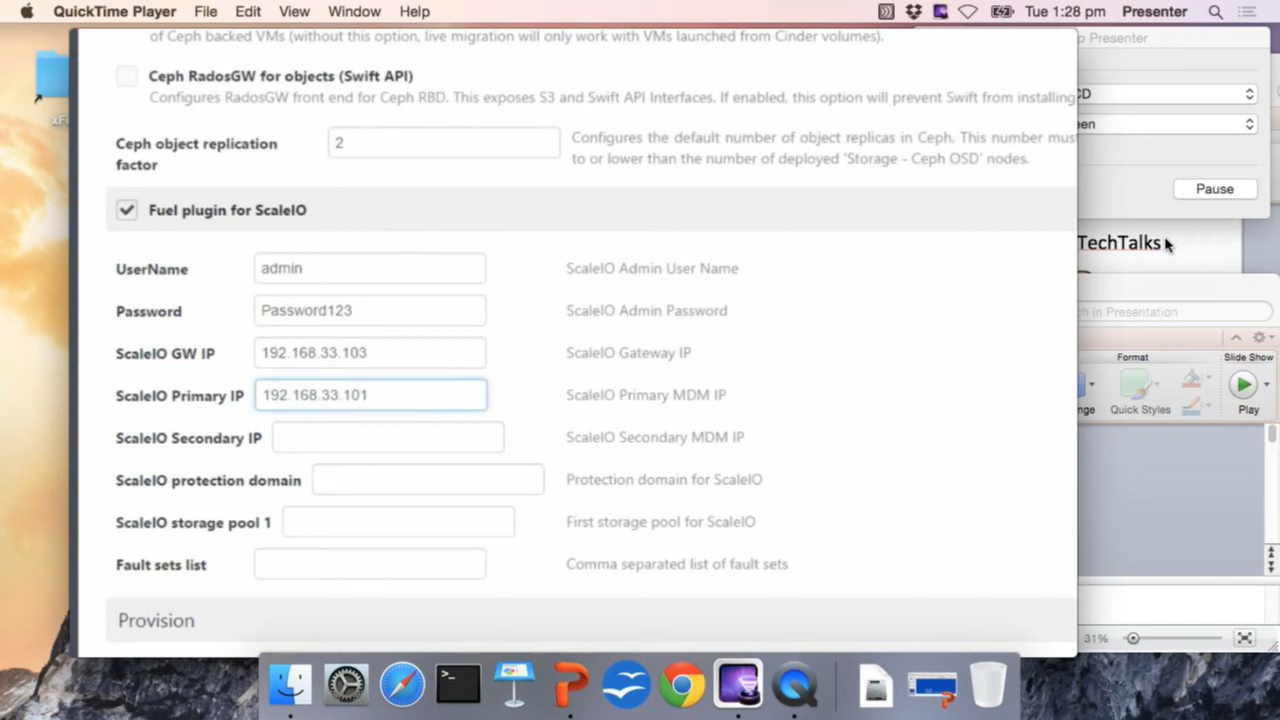 QuickTime Player File Edit View Window Help Tue 1:28 pm Presenter
of Ceph backed VMs (without this option, live migration will only work with VMs launched from Cinder volumes).
p Presenter
Ceph RadosGW for objects (Swift API)
Configures RadosGW front end for Ceph RBD. This exposes S3 and Swift API Interfaces. If enabled, this option will prevent Swift from installing
CD
een
Ceph object replication
factor
2
Configures the default number of object replicas in Ceph. This number must
to or lower than the number of deployed 'Storage - Ceph OSD' nodes.
Pause
Fuel plugin for ScaleIO
TechTalks
UserName admin ScaleIO Admin User Name
Password Password123 ScaleIO Admin Password
ch in Presentation
ScaleIO GW IP 192.168.33.103 ScaleIO Gateway IP
Format Slide Show
ScaleIO Primary IP 192.168.33.101 ScaleIO Primary MDM IP
nge Quick Styles Play
ScaleIO Secondary IP ScaleIO Secondary MDM IP
ScaleIO protection domain Protection domain for ScaleIO
ScaleIO storage pool 1 First storage pool for ScaleIO
Fault sets list Comma separated list of fault sets
Provision
31%